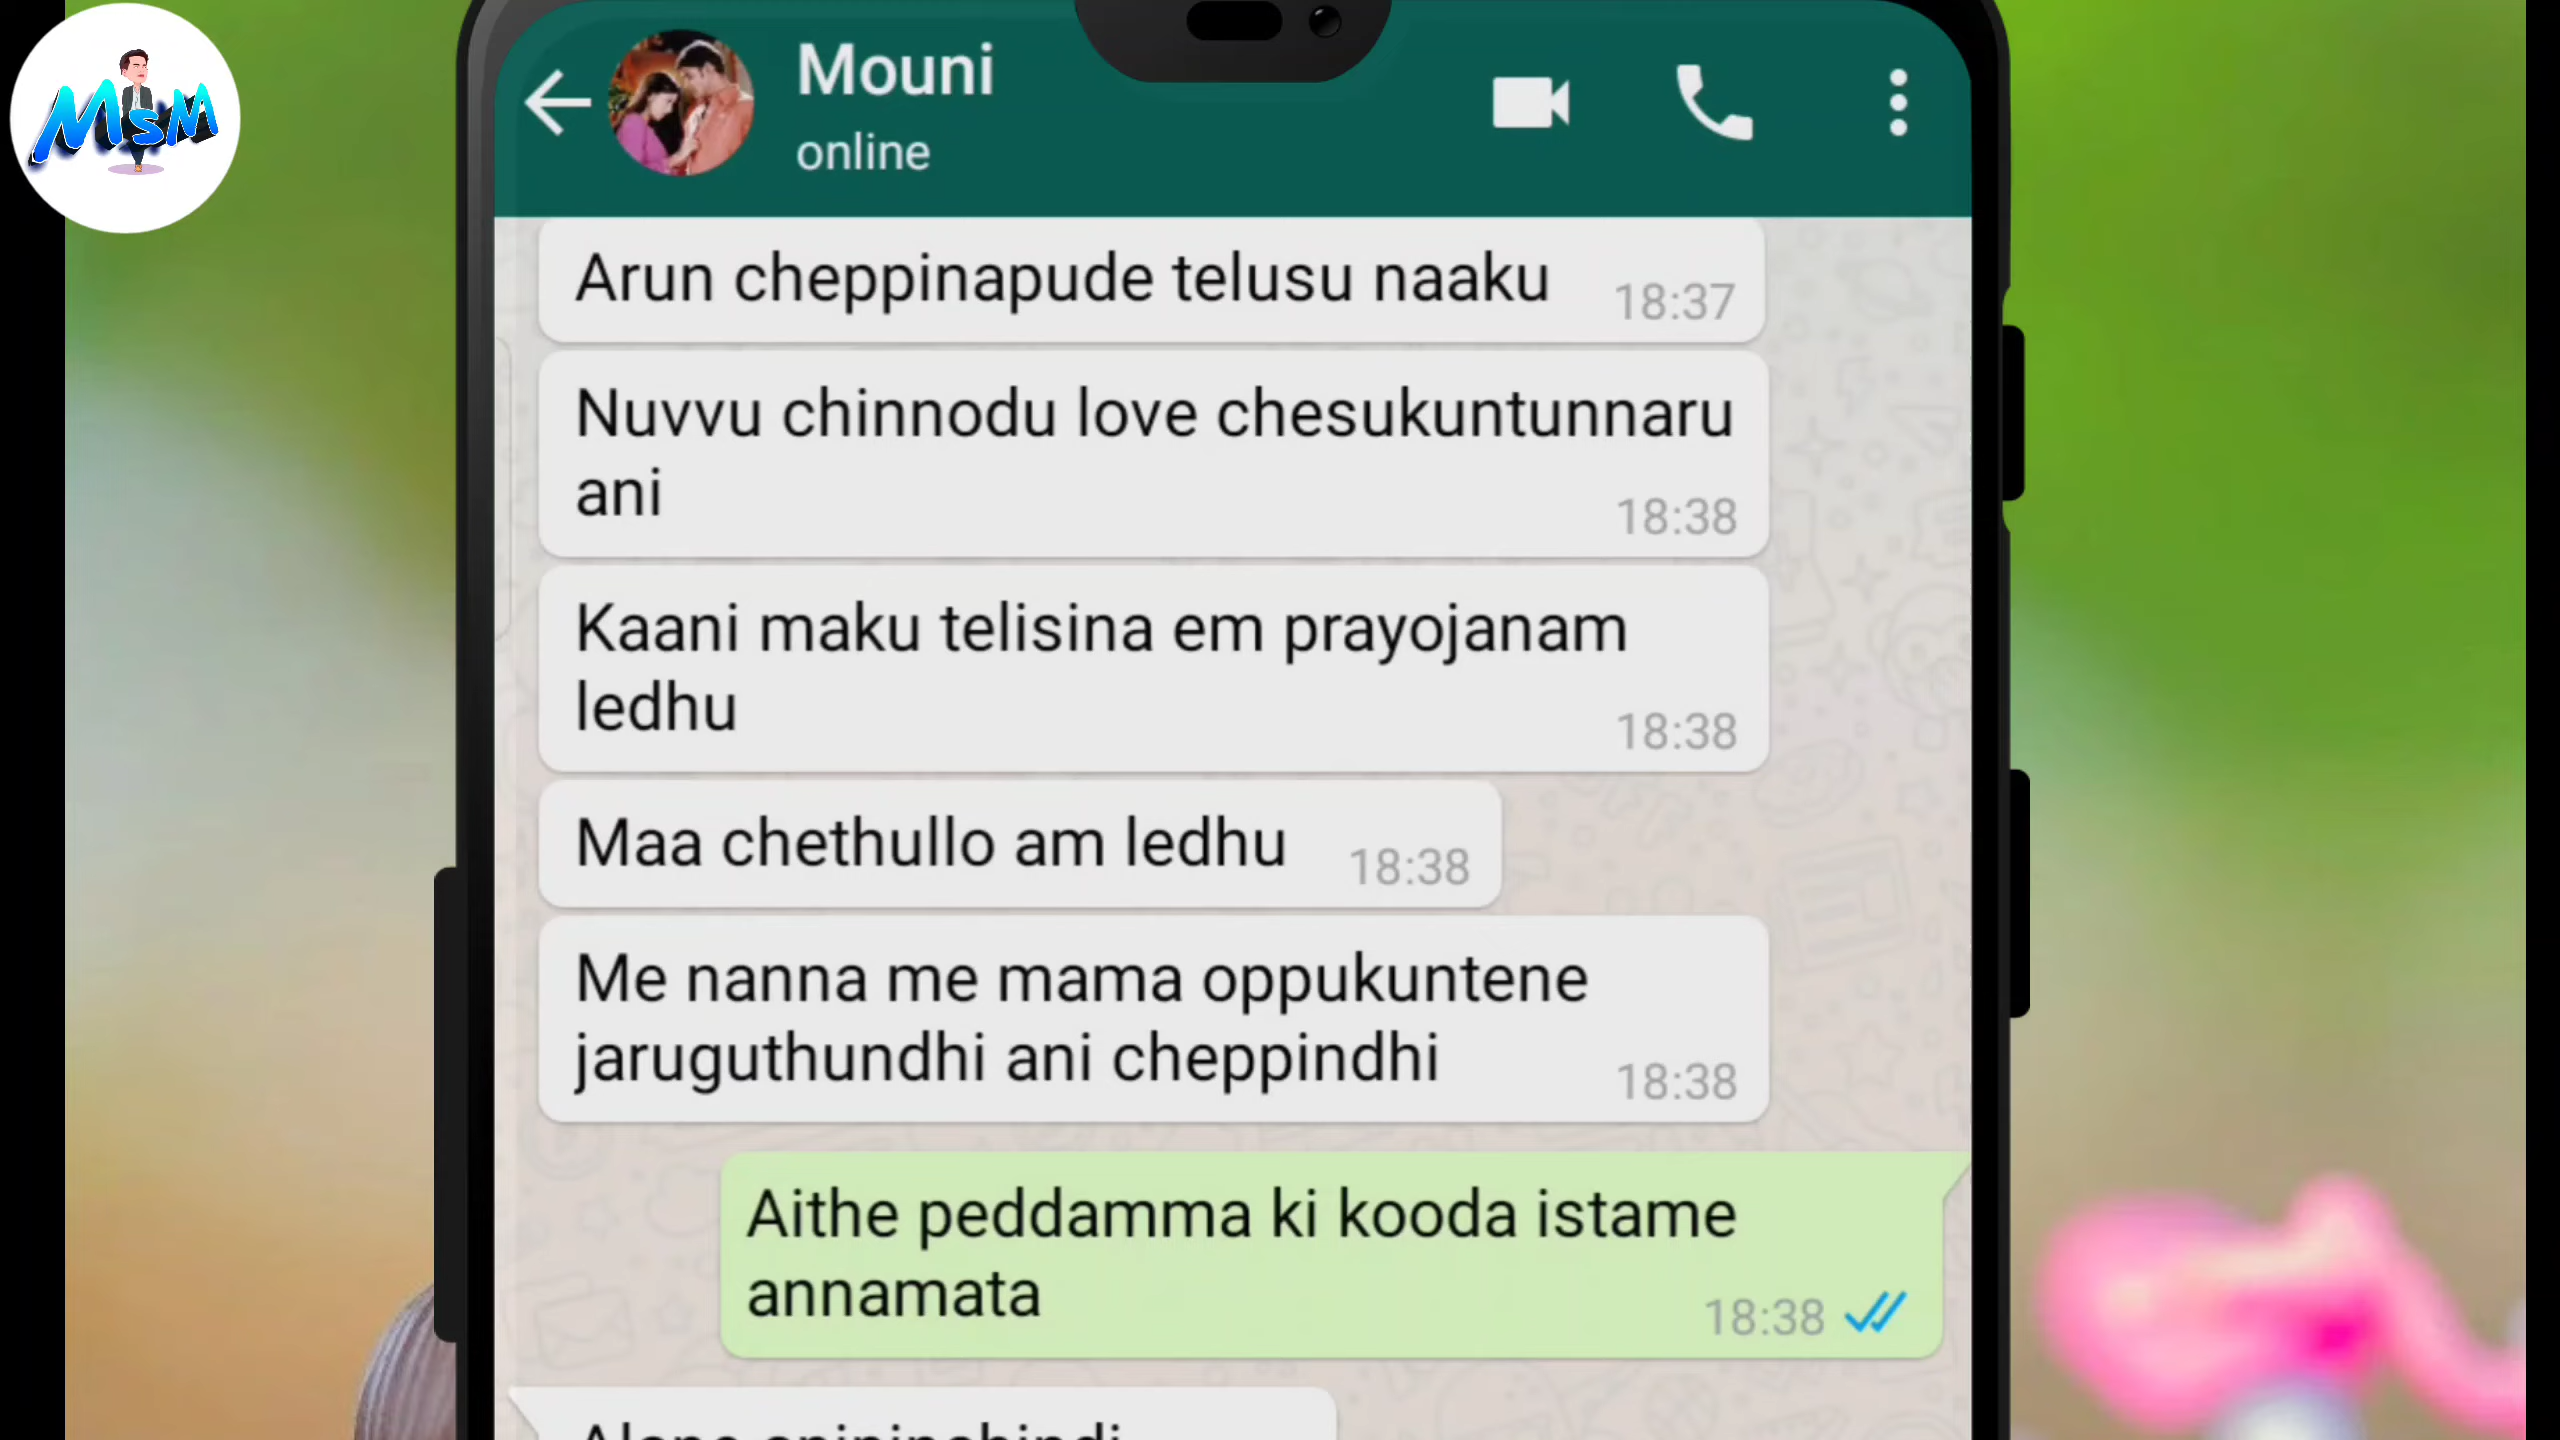 MSM
Mouni
online
Arun cheppinapude telusu naaku 18:37
Nuvvu chinnodu love chesukuntunnaru
ani 18:38
Kaani maku telisina em prayojanam
ledhu 18:38
Maa chethullo am ledhu 18:38
Me nanna me mama oppukuntene
jaruguthundhi ani cheppindhi 18:38
Aithe peddamma ki kooda istame
annamata 18:38